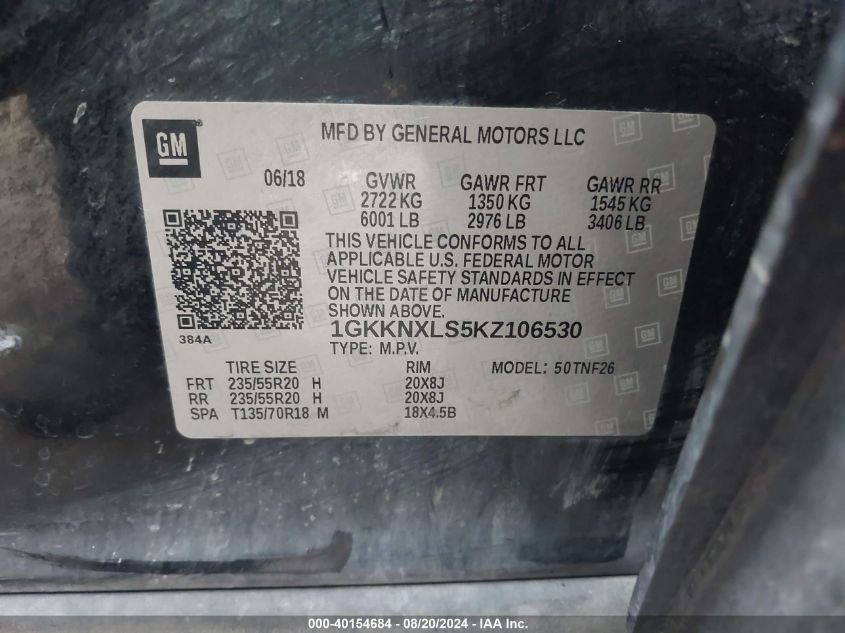 GM
MFD BY GENERAL MOTORS LLC
06/18 GVWR GAWR FRT GAWR RR
2722 KG 1350 KG 1545 KG
6001 LB 2976 LB 3406 LB
THIS VEHICLE CONFORMS TO ALL
APPLICABLE U.S. FEDERAL MOTOR
VEHICLE SAFETY STANDARDS IN EFFECT
ON THE DATE OF MANUFACTURE
SHOWN ABOVE.
384A
1GKKNXLS5KZ106530
TYPE: M.P.V.
TIRE SIZE RIM MODEL: 50TNF26
FRT 235/55R20 H 20X8J
RR 235/55R20 H 20X8J
SPA T135/70R18 M 18X4.5B
000-40154684 - 08/20/2024 - IAA Inc.